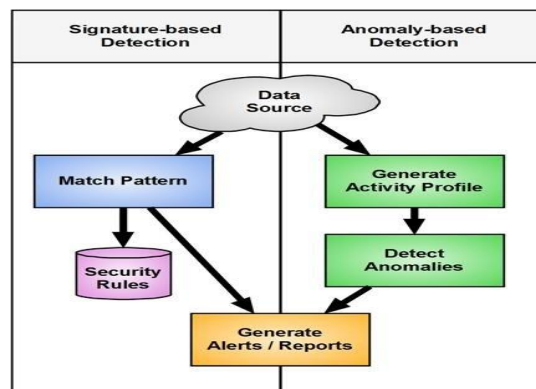 Signature-based
Detection
Anomaly-based
Detection
Data
Source
Match Pattern
Generate
Activity Profile
Security
Rules
Detect
Anomalies
Generate
Alerts / Reports